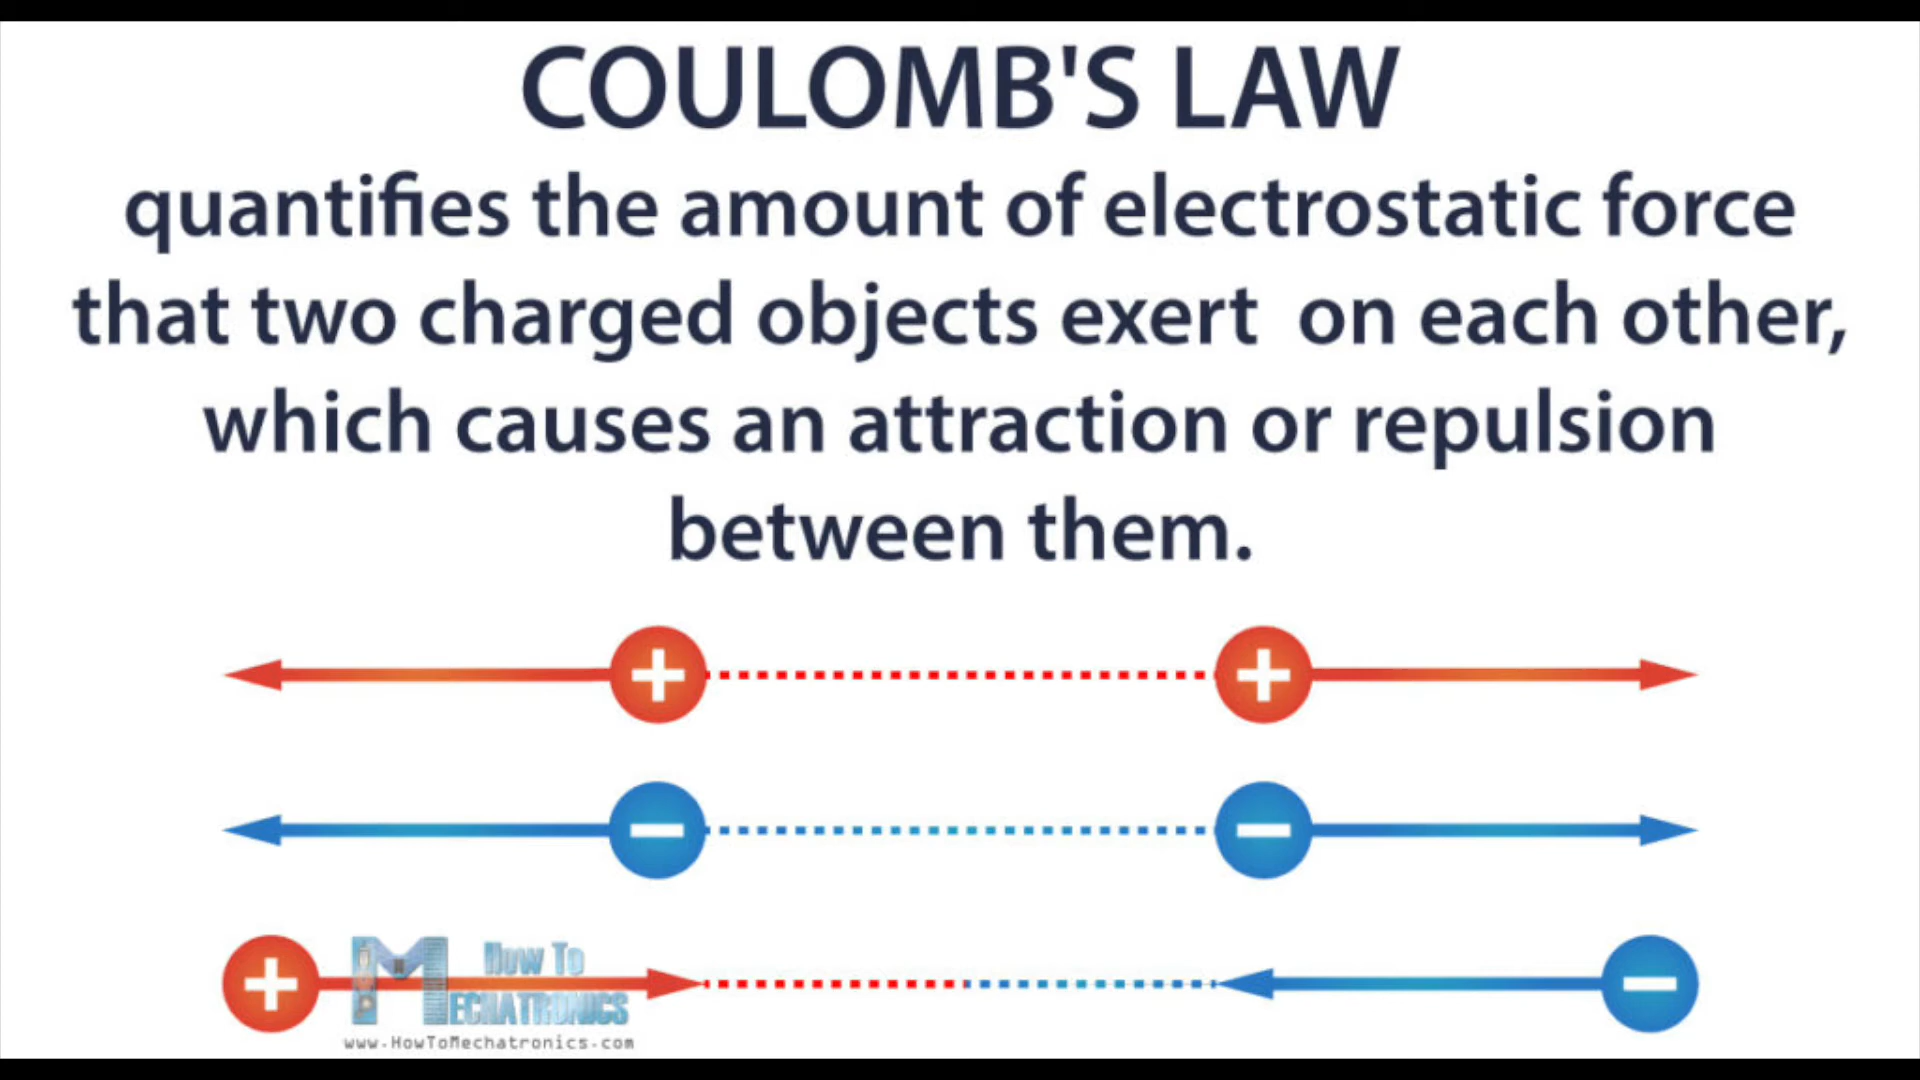 COULOMB'S LAW
quantifies the amount of electrostatic force
that two charged objects exert on each other,
which causes an attraction or repulsion
between them.
+ +
− −
+ −
How To
MECHATRONICS
www.HowToMechatronics.com